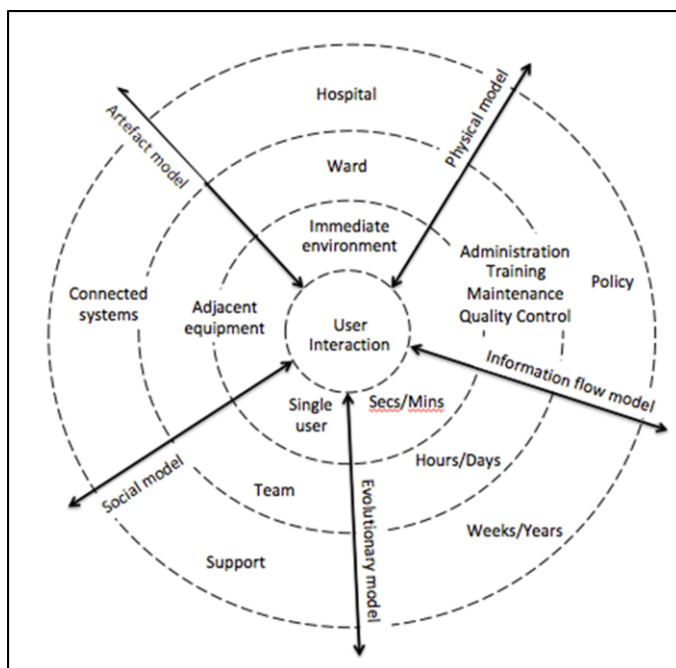 Hospital
Artefact model
Physical model
Ward
Immediate
environment
Administration
Training
Maintenance
Quality Control
Policy
Connected
systems
Adjacent
equipment
User
Interaction
Information flow model
Single
user
Secs/Mins
Social model
Team
Evolutionary model
Hours/Days
Support
Weeks/Years